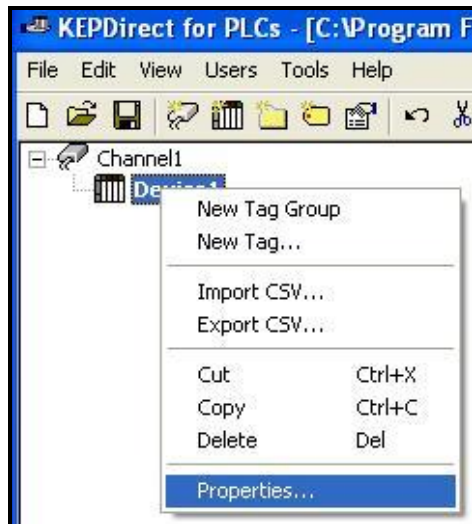 KEPDirect for PLCs - [C:\Program F
File Edit View Users Tools Help
Channel1
New Tag Group
New Tag...
Import CSV...
Export CSV...
Cut Ctrl+X
Copy Ctrl+C
Delete Del
Properties...